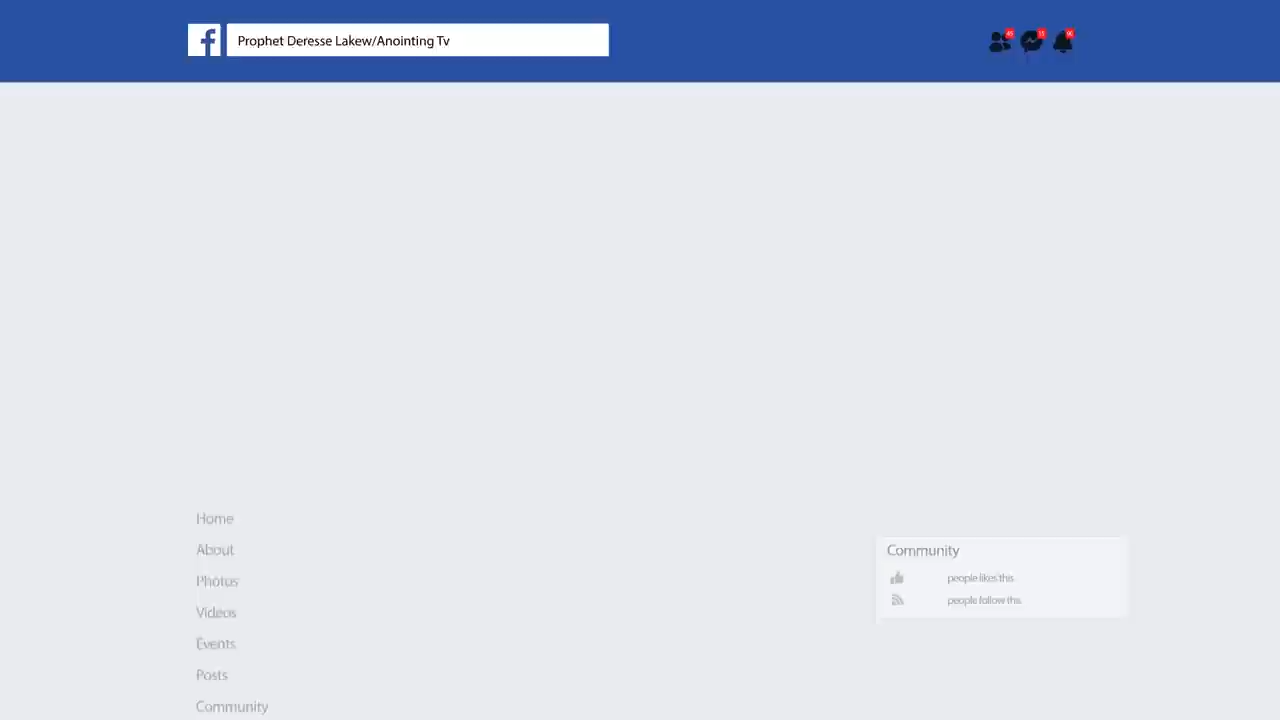 Prophet Deresse Lakew/Anointing Tv
Home
About
Photos
Videos
Events
Posts
Community
Community
people likes this
people follow this